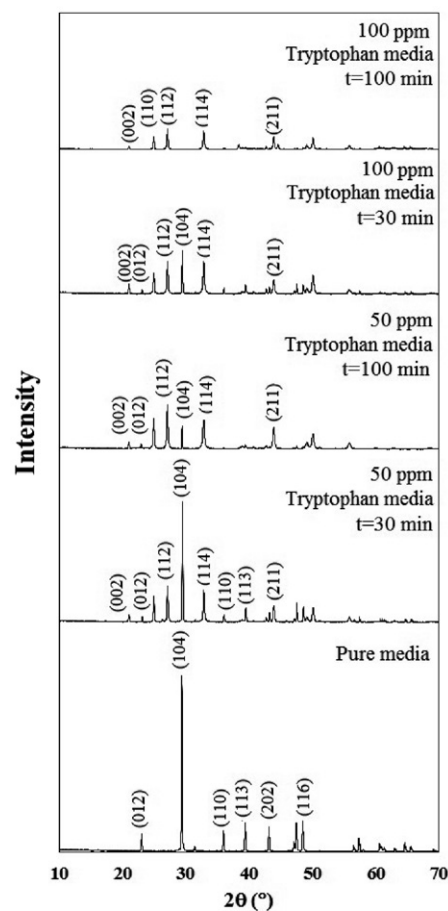 100 ppm
Tryptophan media
t=100 min
(002)
(110)
(112)
(114)
(211)
100 ppm
Tryptophan media
t=30 min
(002)
(012)
(112)
(104)
(114)
(211)
50 ppm
Tryptophan media
t=100 min
(002)
(012)
(112)
(104)
(114)
(211)
50 ppm
Tryptophan media
t=30 min
(002)
(012)
(112)
(104)
(114)
(110)
(113)
(211)
Pure media
(012)
(104)
(110)
(113)
(202)
(116)
Intensity
10 20 30 40 50 60 70
2θ (°)